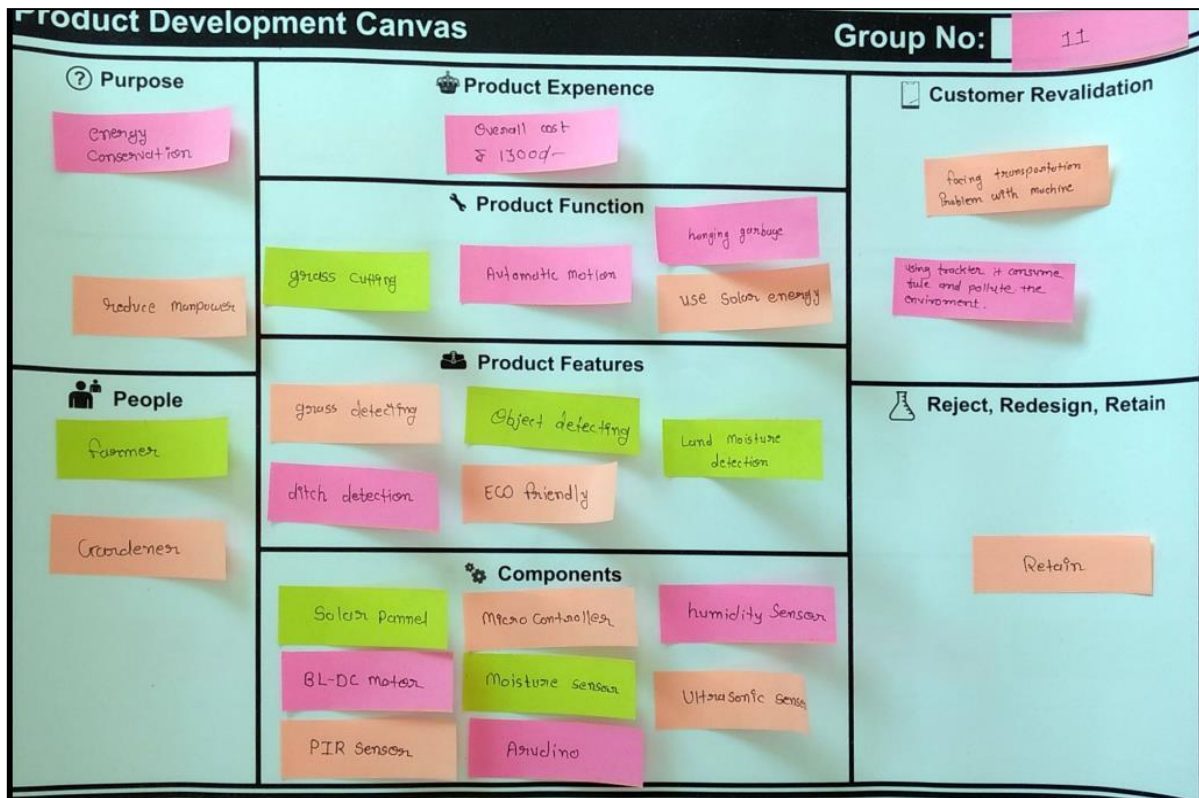 Product Development Canvas
Group No:
11
Purpose
Energy
Conservation
reduce manpower
People
farmer
Gardener
Product Expenence
Overall cost
₹ 13000/-
Product Function
grass cutting
Automatic motion
hanging garbage
use Solar energy
Product Features
grass detecting
Object detecting
Land Moisture
detection
ditch detection
ECO friendly
Components
Solar Pannel
Micro Controller
humidity Sensor
BL-DC motor
Moisture sensor
Ultrasonic Senso
PIR Sensor
Arudino
Customer Revalidation
facing transportation
Problem with machine
using trackter it consume
fule and pollute the
enviroment.
Reject, Redesign, Retain
Retain